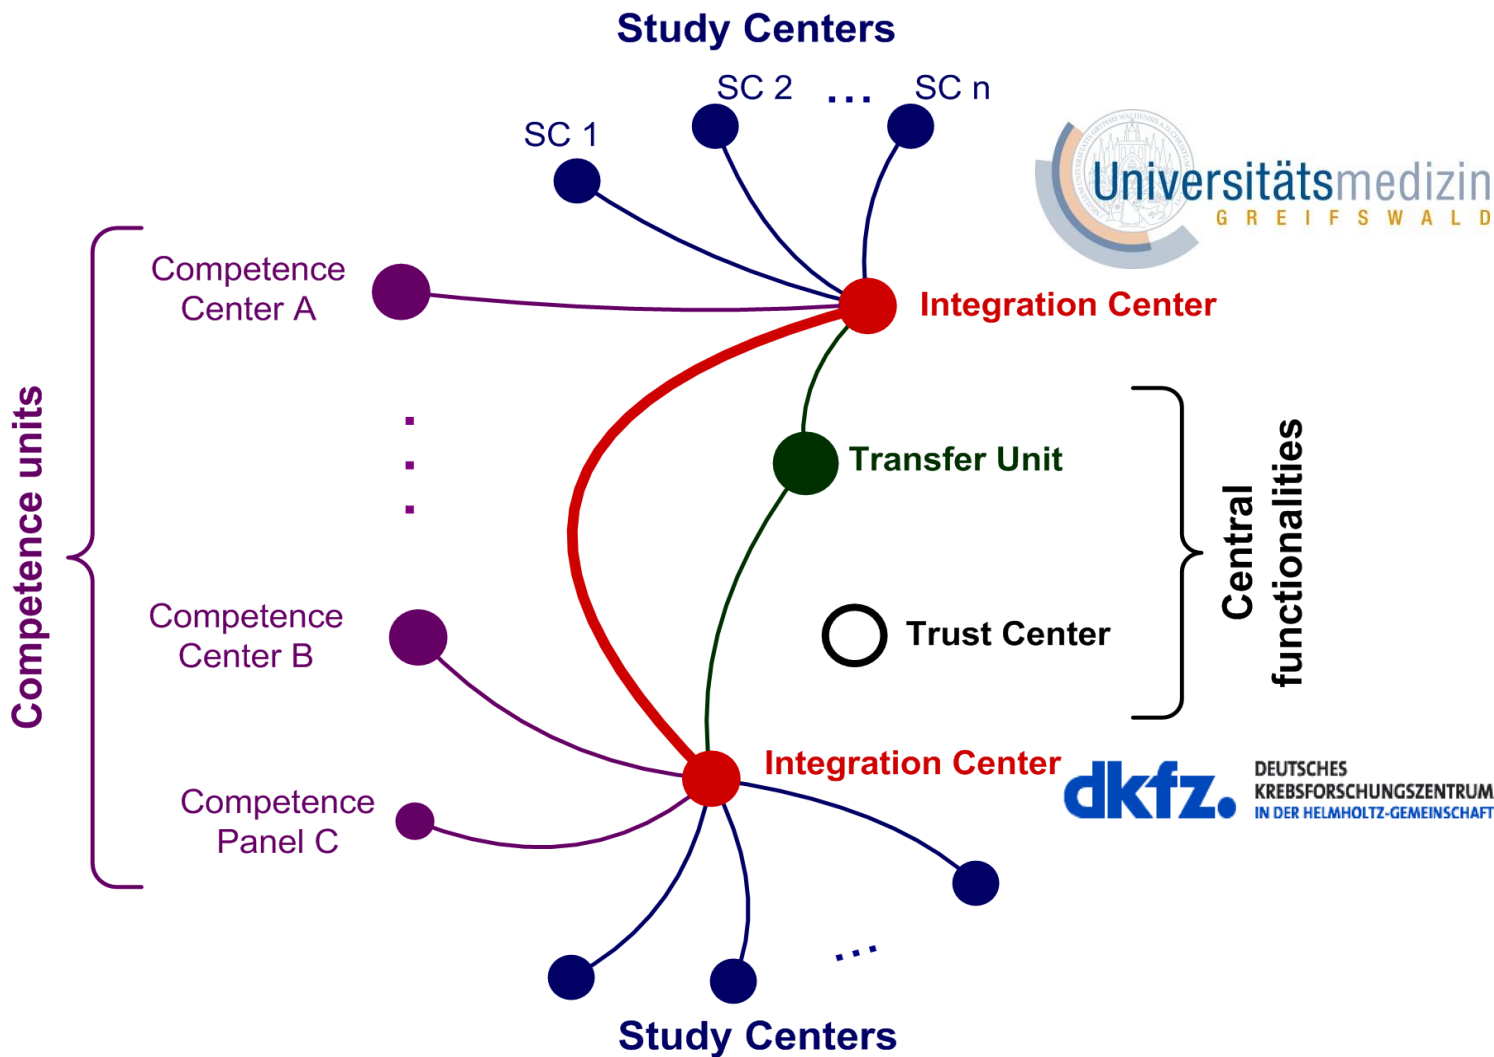 Study Centers
SC 1
SC 2
...
SC n
Universitätsmedizin
GREIFSWALD
Competence
Center A
Integration Center
Competence units
Transfer Unit
Central
functionalities
Competence
Center B
Trust Center
Integration Center
dkfz.
DEUTSCHES
KREBSFORSCHUNGSZENTRUM
IN DER HELMHOLTZ-GEMEINSCHAFT
Competence
Panel C
...
Study Centers